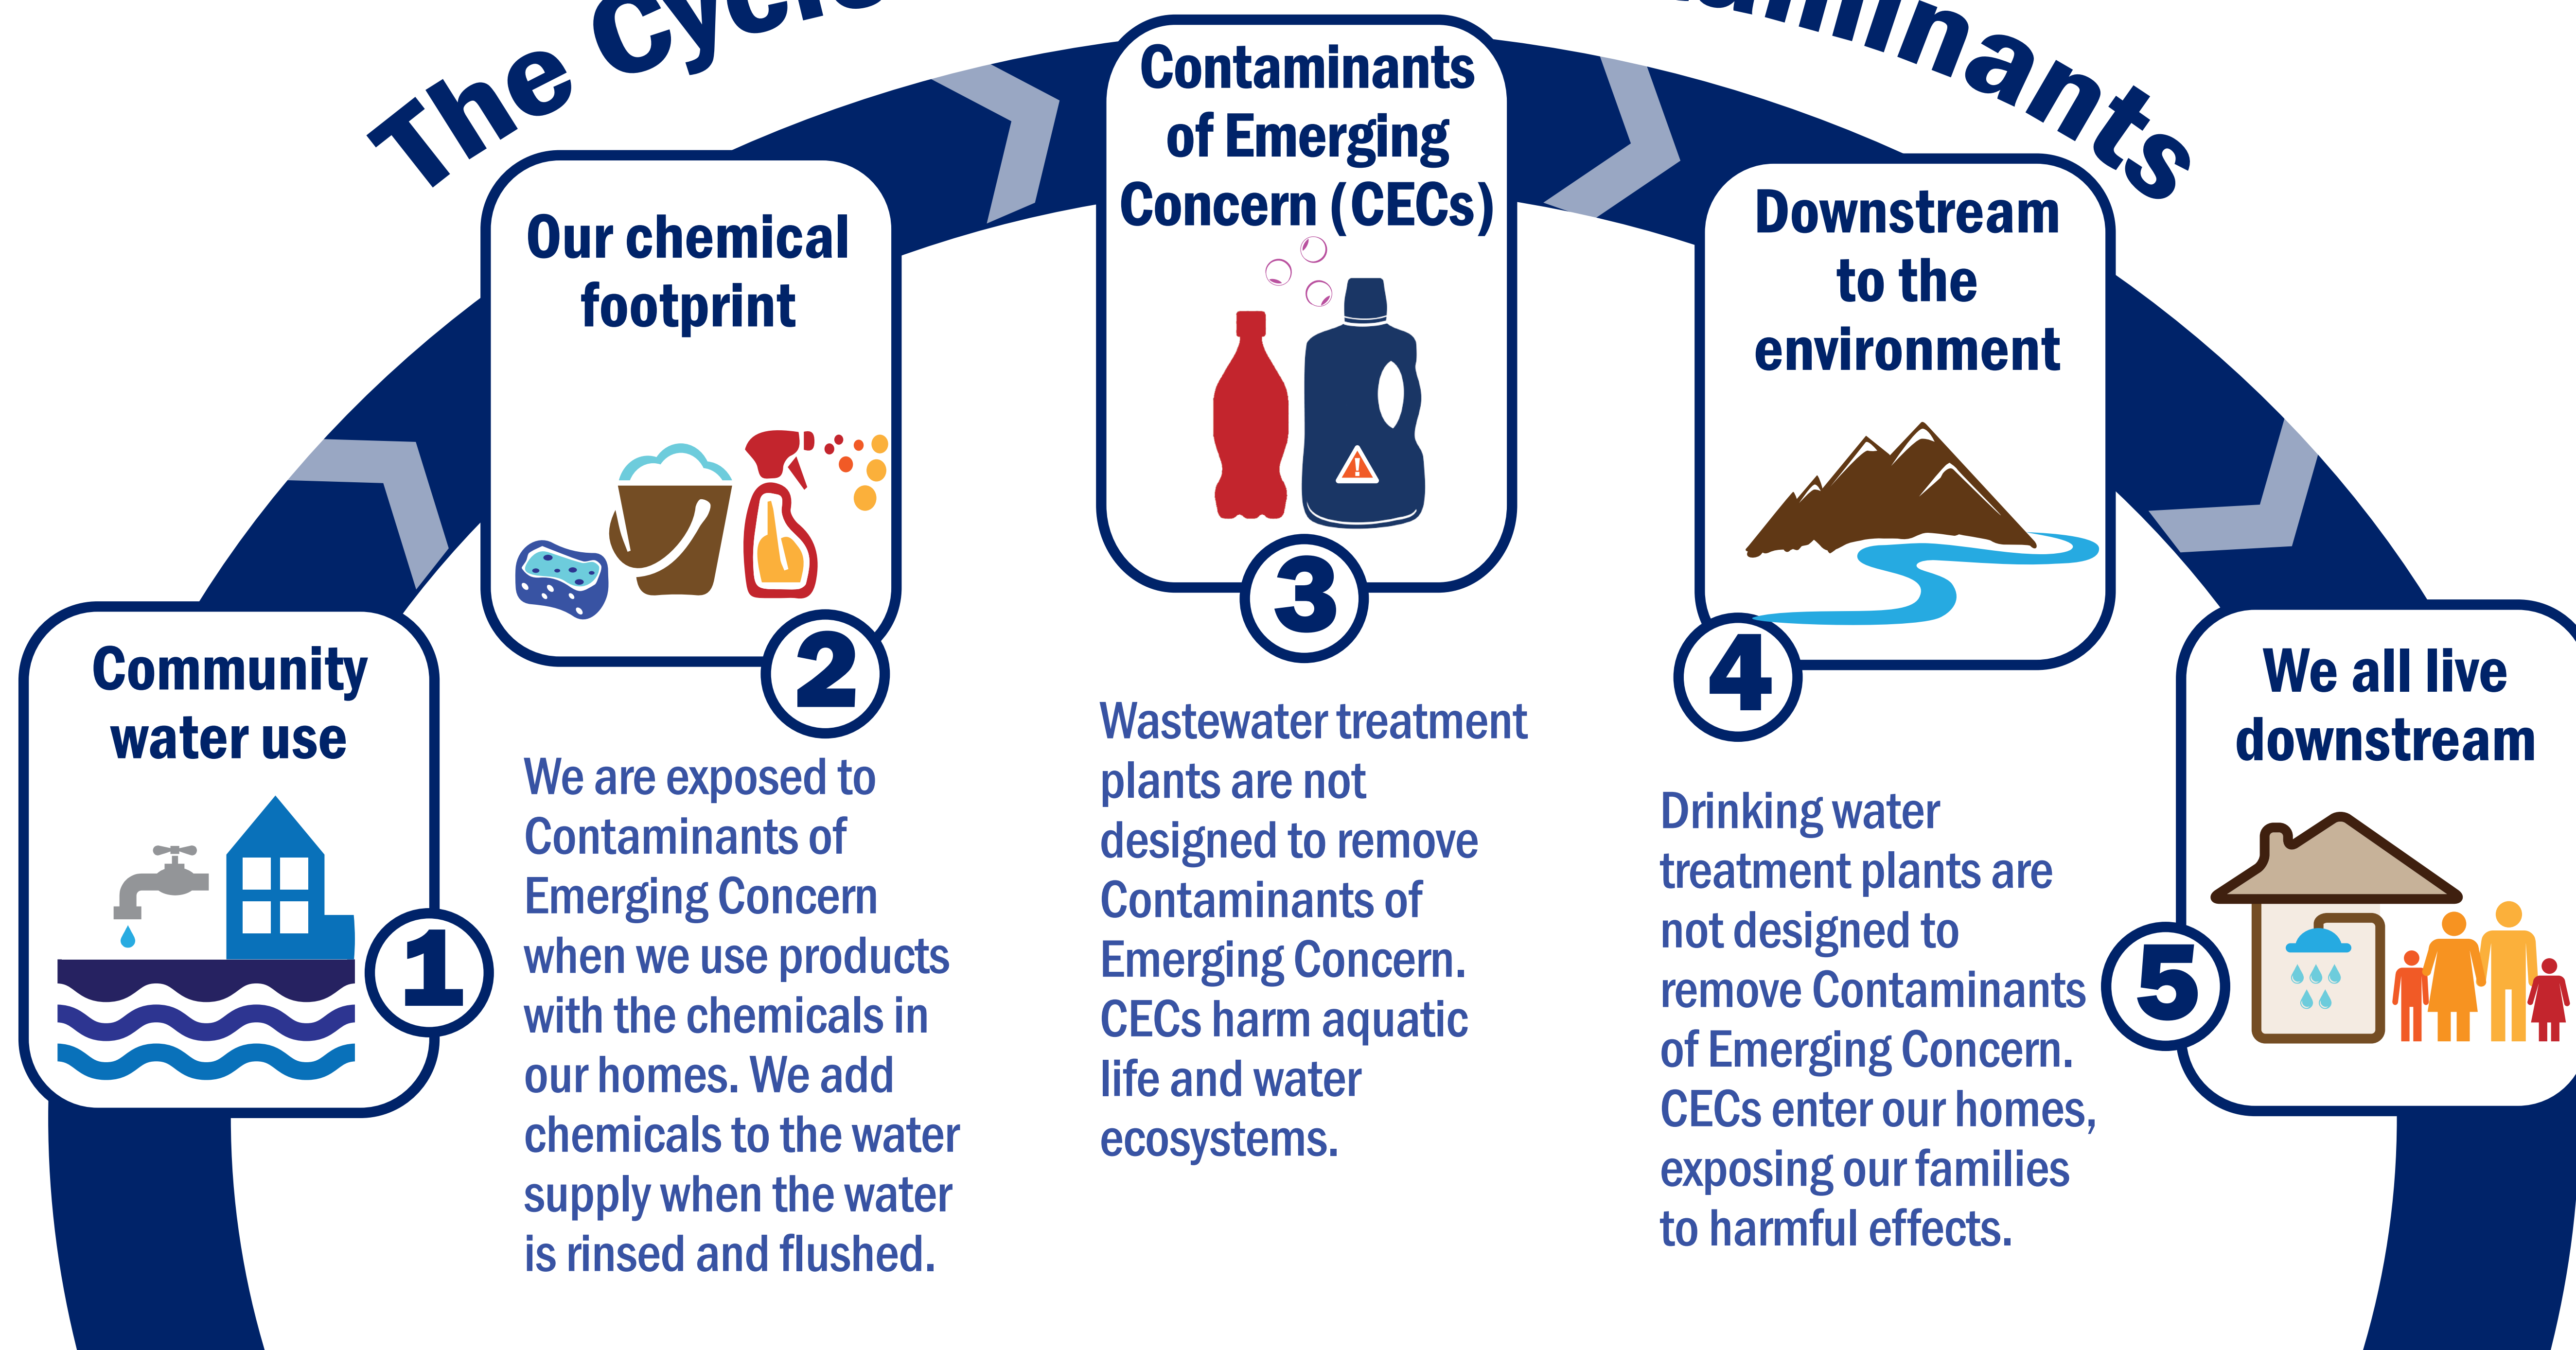 The Cycle
Contaminants
of Emerging
Concern (CECs)
Our chemical
footprint
Downstream
to the
environment
Community
water use
We all live
downstream
1
2
3
4
5
We are exposed to
Contaminants of
Emerging Concern
when we use products
with the chemicals in
our homes. We add
chemicals to the water
supply when the water
is rinsed and flushed.
Wastewater treatment
plants are not
designed to remove
Contaminants of
Emerging Concern.
CECs harm aquatic
life and water
ecosystems.
Drinking water
treatment plants are
not designed to
remove Contaminants
of Emerging Concern.
CECs enter our homes,
exposing our families
to harmful effects.